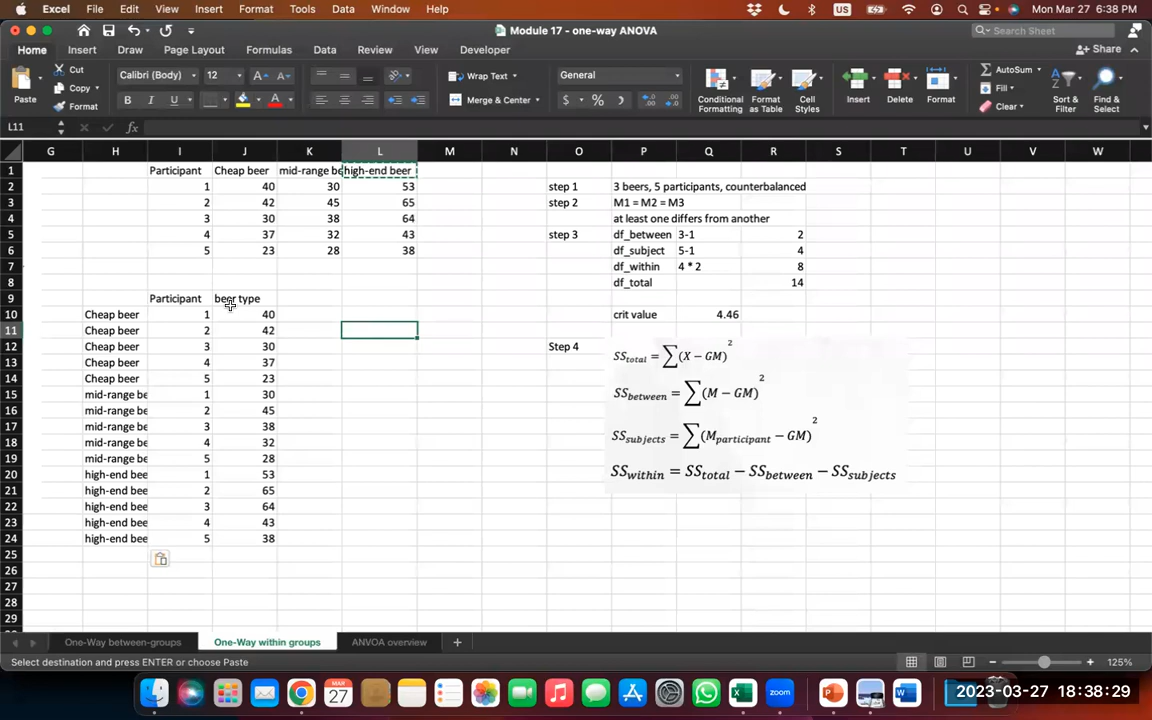 Excel File Edit View Insert Format Tools Data Window Help US Mon Mar 27 6:38 PM
Module 17 - one-way ANOVA Search Sheet
Home Insert Draw Page Layout Formulas Data Review View Developer Share
Paste Cut Copy Format Calibri (Body) 12 Wrap Text General Conditional Formatting Format as Table Cell Styles Insert Delete Format AutoSum Fill Clear Sort & Filter Find & Select
B I U A Merge & Center $ %
L11 fx
G H I J K L M N O P Q R S T U V W
1 Participant Cheap beer mid-range be high-end beer
2 1 40 30 53 step 1 3 beers, 5 participants, counterbalanced
3 2 42 45 65 step 2 M1 = M2 = M3
4 3 30 38 64 at least one differs from another
5 4 37 32 43 step 3 df_between 3-1 2
6 5 23 28 38 df_subject 5-1 4
7 df_within 4 * 2 8
8 df_total 14
9 Participant beer type
10 Cheap beer 1 40 crit value 4.46
11 Cheap beer 2 42
12 Cheap beer 3 30 Step 4 SS_total = ∑(X − GM)²
13 Cheap beer 4 37
14 Cheap beer 5 23 SS_between = ∑(M − GM)²
15 mid-range be 1 30
16 mid-range be 2 45
17 mid-range be 3 38 SS_subjects = ∑(M_participant − GM)²
18 mid-range be 4 32
19 mid-range be 5 28 SS_within = SS_total − SS_between − SS_subjects
20 high-end bee 1 53
21 high-end bee 2 65
22 high-end bee 3 64
23 high-end bee 4 43
24 high-end bee 5 38
25
26
27
28
29
One-Way between-groups One-Way within groups ANVOA overview +
Select destination and press ENTER or choose Paste 125%
MAR 27 zoom 2023-03-27 18:38:29